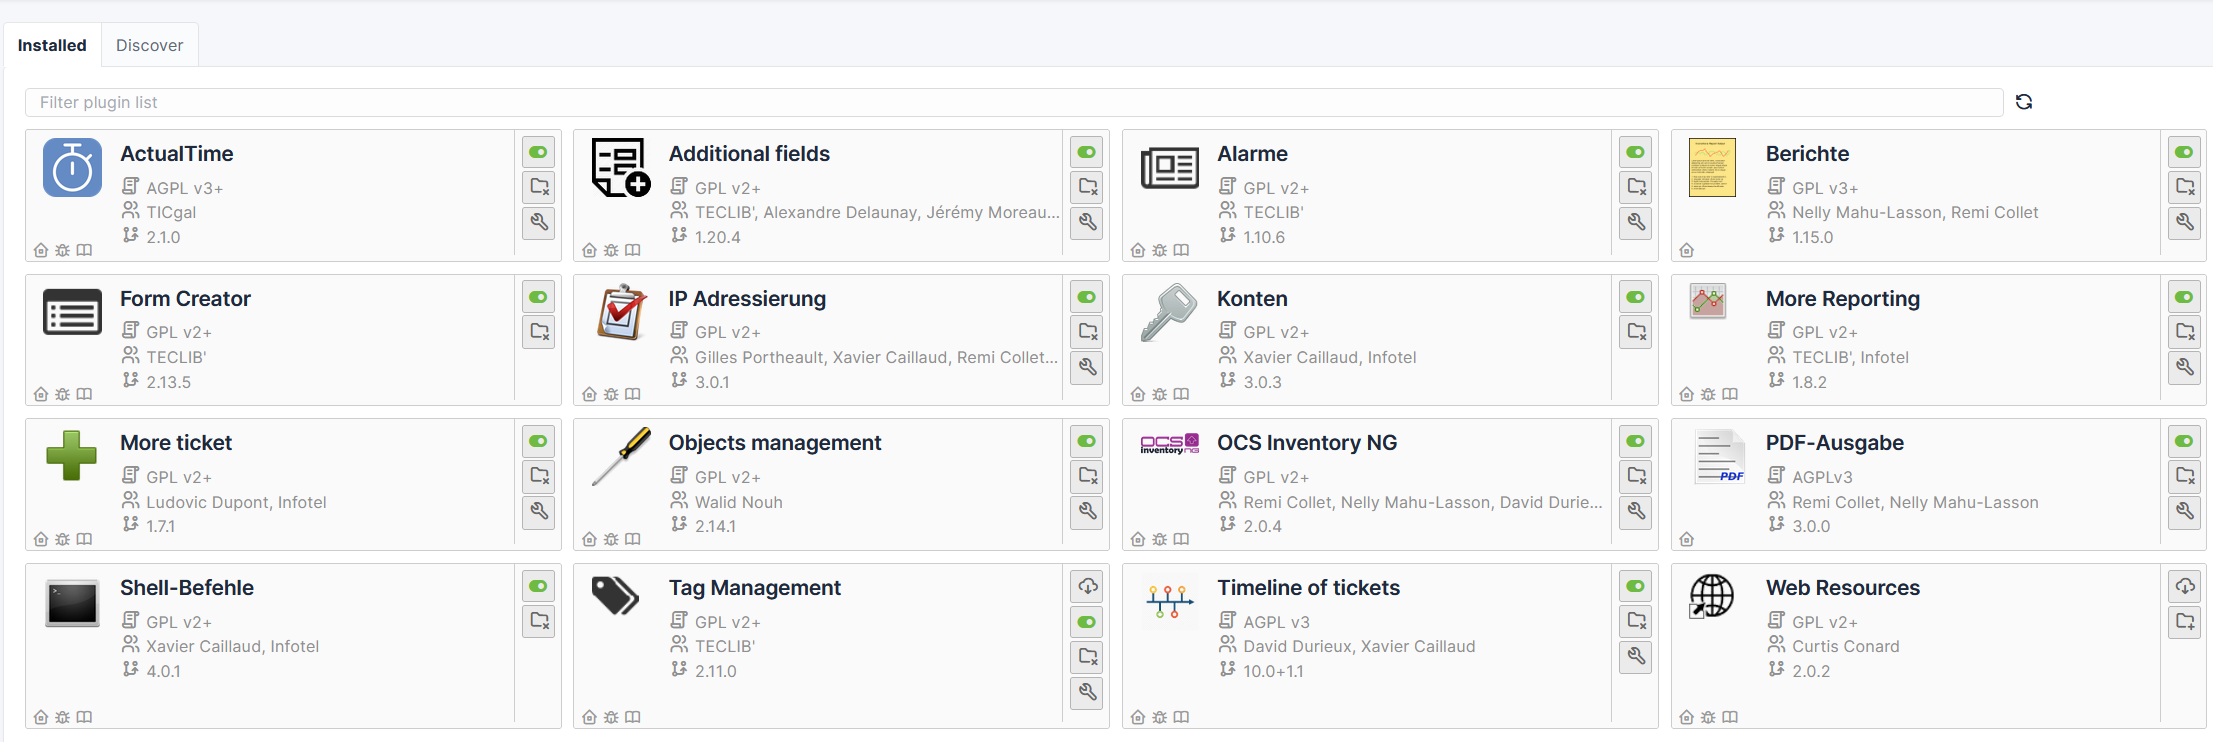 Installed
Discover
Filter plugin list
ActualTime
AGPL v3+
TICgal
2.1.0
Additional fields
GPL v2+
TECLIB', Alexandre Delaunay, Jérémy Moreau...
1.20.4
Alarme
GPL v2+
TECLIB'
1.10.6
Berichte
GPL v3+
Nelly Mahu-Lasson, Remi Collet
1.15.0
Form Creator
GPL v2+
TECLIB'
2.13.5
IP Adressierung
GPL v2+
Gilles Portheault, Xavier Caillaud, Remi Collet...
3.0.1
Konten
GPL v2+
Xavier Caillaud, Infotel
3.0.3
More Reporting
GPL v2+
TECLIB', Infotel
1.8.2
More ticket
GPL v2+
Ludovic Dupont, Infotel
1.7.1
Objects management
GPL v2+
Walid Nouh
2.14.1
OCS inventory NG
OCS Inventory NG
GPL v2+
Remi Collet, Nelly Mahu-Lasson, David Durie...
2.0.4
PDF
PDF-Ausgabe
AGPLv3
Remi Collet, Nelly Mahu-Lasson
3.0.0
Shell-Befehle
GPL v2+
Xavier Caillaud, Infotel
4.0.1
Tag Management
GPL v2+
TECLIB'
2.11.0
Timeline of tickets
AGPL v3
David Durieux, Xavier Caillaud
10.0+1.1
Web Resources
GPL v2+
Curtis Conard
2.0.2